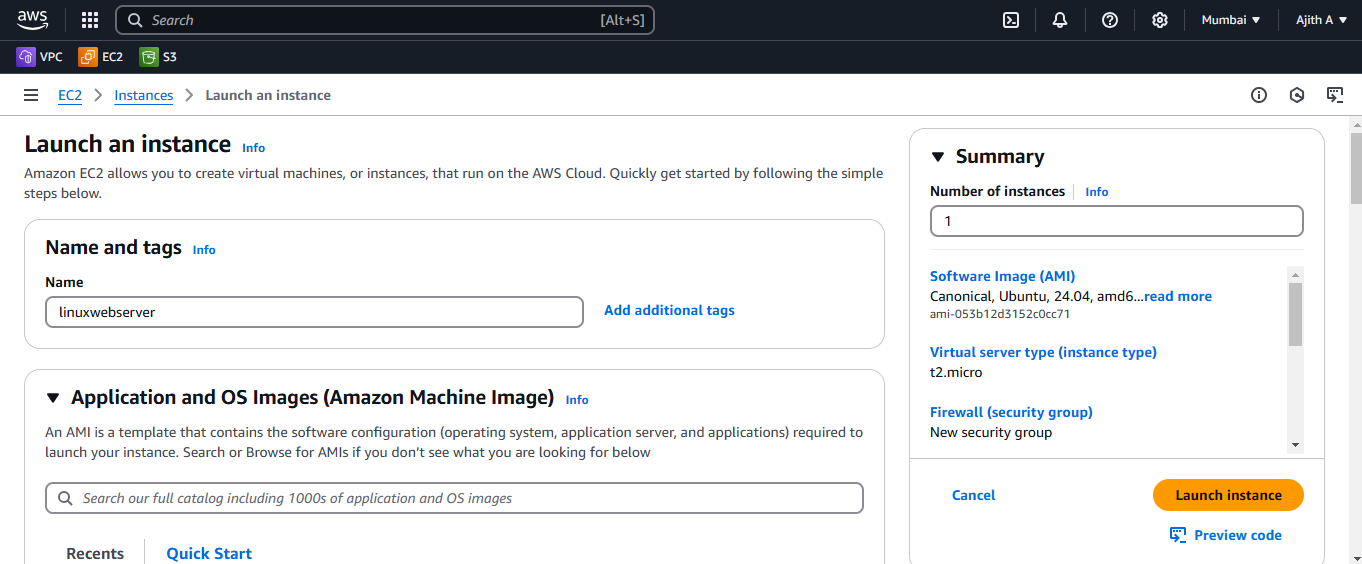 aws
Search [Alt+S]
Mumbai ▼
Ajith A ▼
VPC
EC2
S3
EC2 > Instances > Launch an instance
Launch an instance Info
Amazon EC2 allows you to create virtual machines, or instances, that run on the AWS Cloud. Quickly get started by following the simple
steps below.
Name and tags Info
Name
linuxwebserver
Add additional tags
▼ Application and OS Images (Amazon Machine Image) Info
An AMI is a template that contains the software configuration (operating system, application server, and applications) required to
launch your instance. Search or Browse for AMIs if you don't see what you are looking for below
Search our full catalog including 1000s of application and OS images
Recents
Quick Start
▼ Summary
Number of instances Info
1
Software Image (AMI)
Canonical, Ubuntu, 24.04, amd6...read more
ami-053b12d3152c0cc71
Virtual server type (instance type)
t2.micro
Firewall (security group)
New security group
Cancel
Launch instance
Preview code